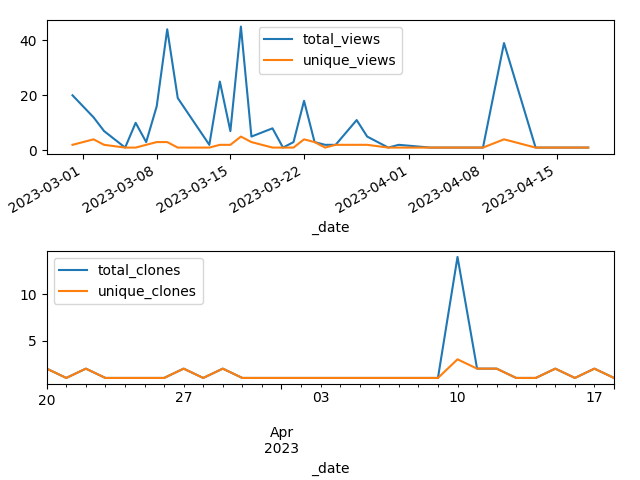 40
20
0
total_views
unique_views
2023-03-01
2023-03-08
2023-03-15
2023-03-22
2023-04-01
2023-04-08
2023-04-15
_date
10
5
total_clones
unique_clones
20
27
03
10
17
Apr
2023
_date